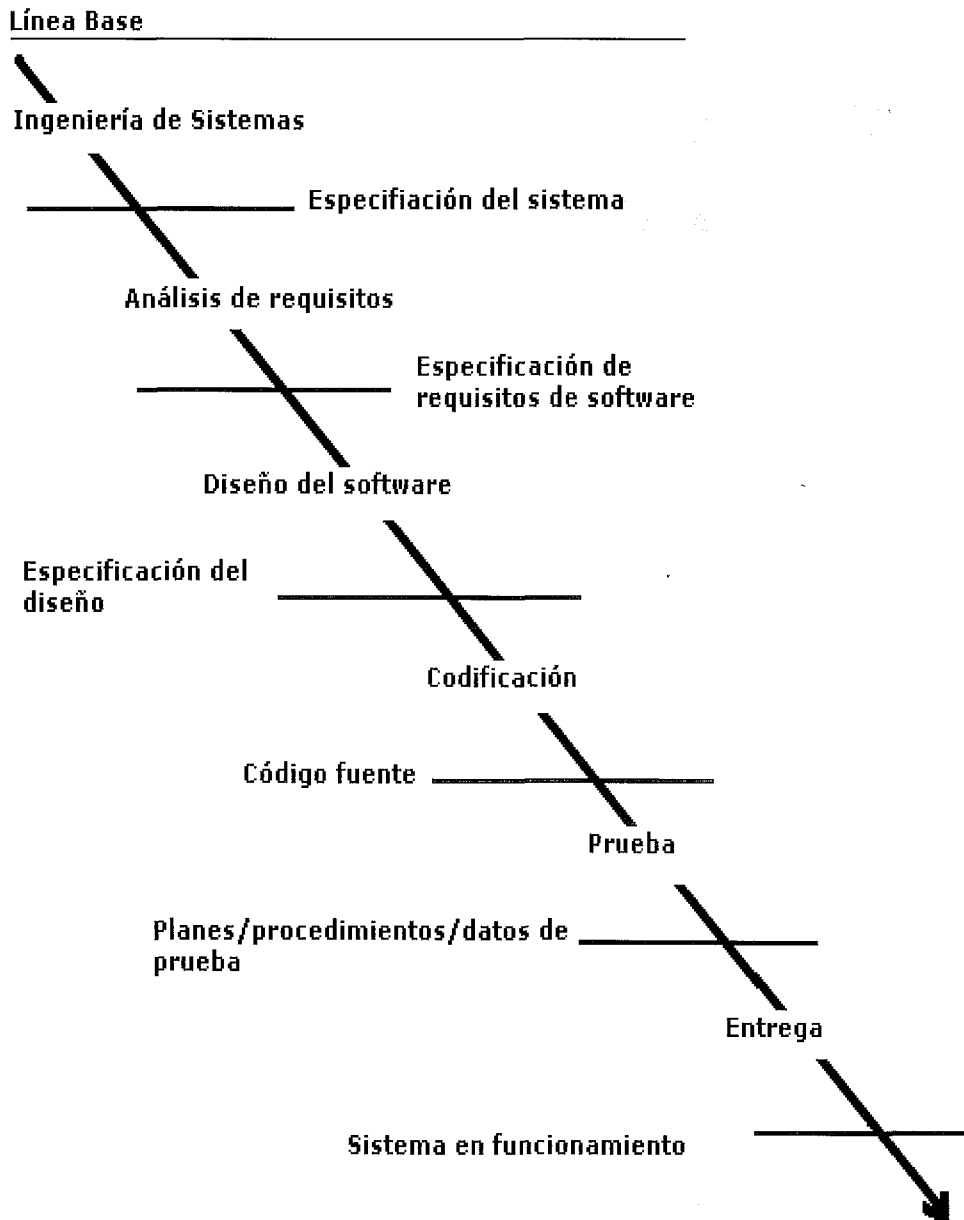 Línea Base
Ingeniería de Sistemas
Especifiación del sistema
Análisis de requisitos
Especificación de
requisitos de software
Diseño del software
Especificación del
diseño
Codificación
Código fuente
Prueba
Planes/procedimientos/datos de
prueba
Entrega
Sistema en funcionamiento